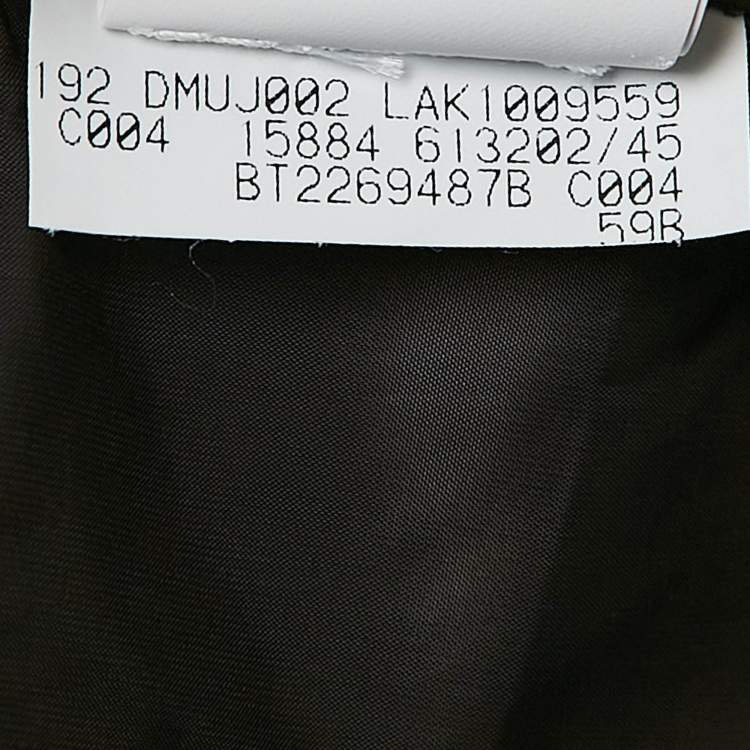 192 DMUJ002 LAK1009559
C004 15884 613202/45
BT2269487B C004
59B